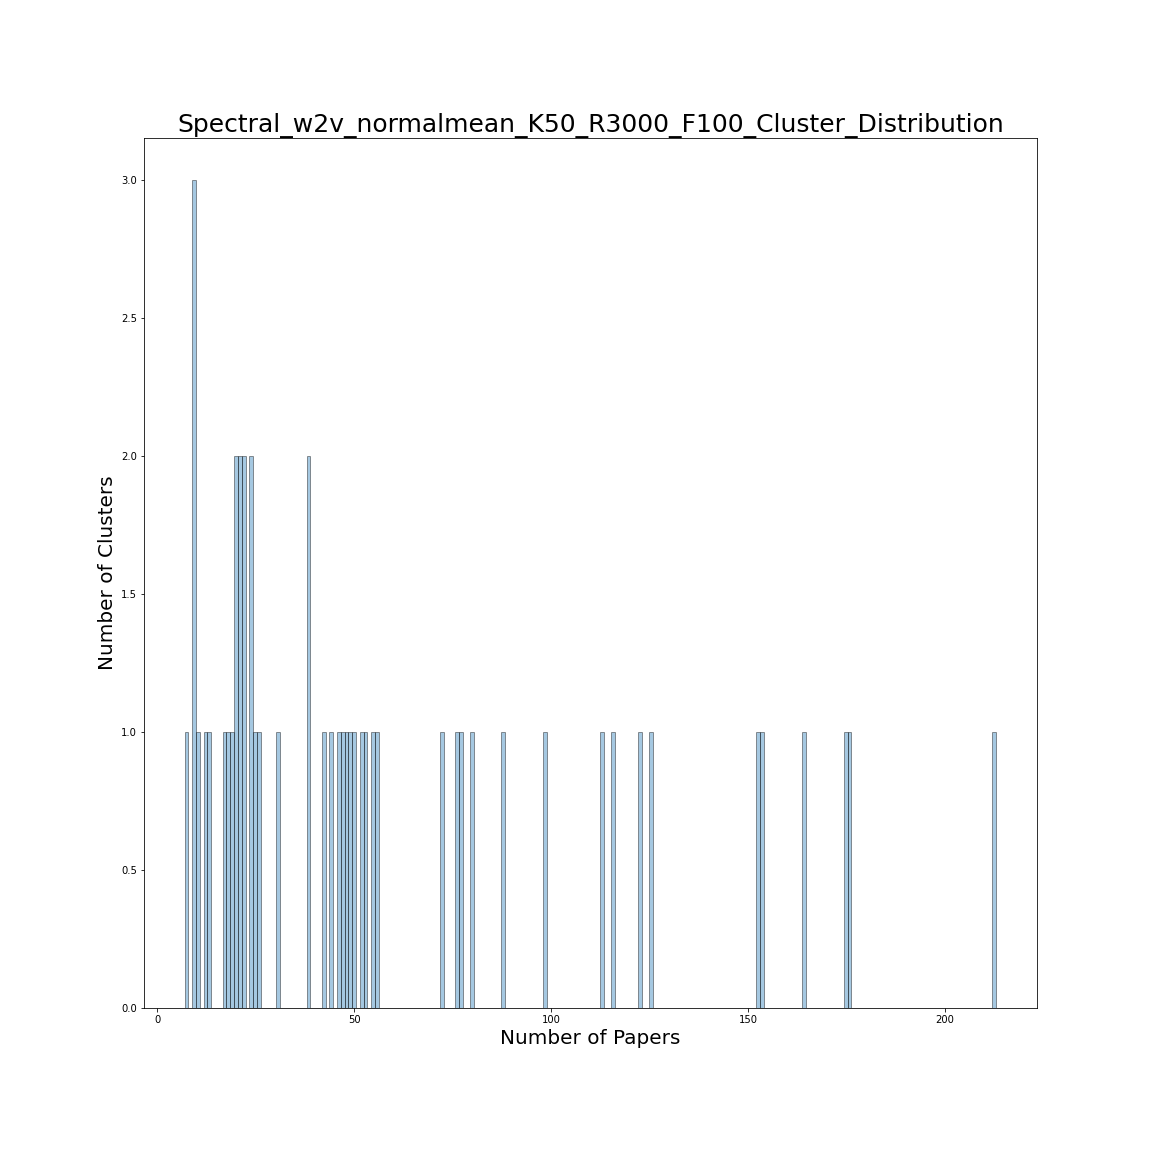 Spectral_w2v_normalmean_K50_R3000_F100_Cluster_Distribution
3.0
2.5
2.0
1.5
1.0
0.5
0.0
Number of Clusters
0 50 100 150 200
Number of Papers